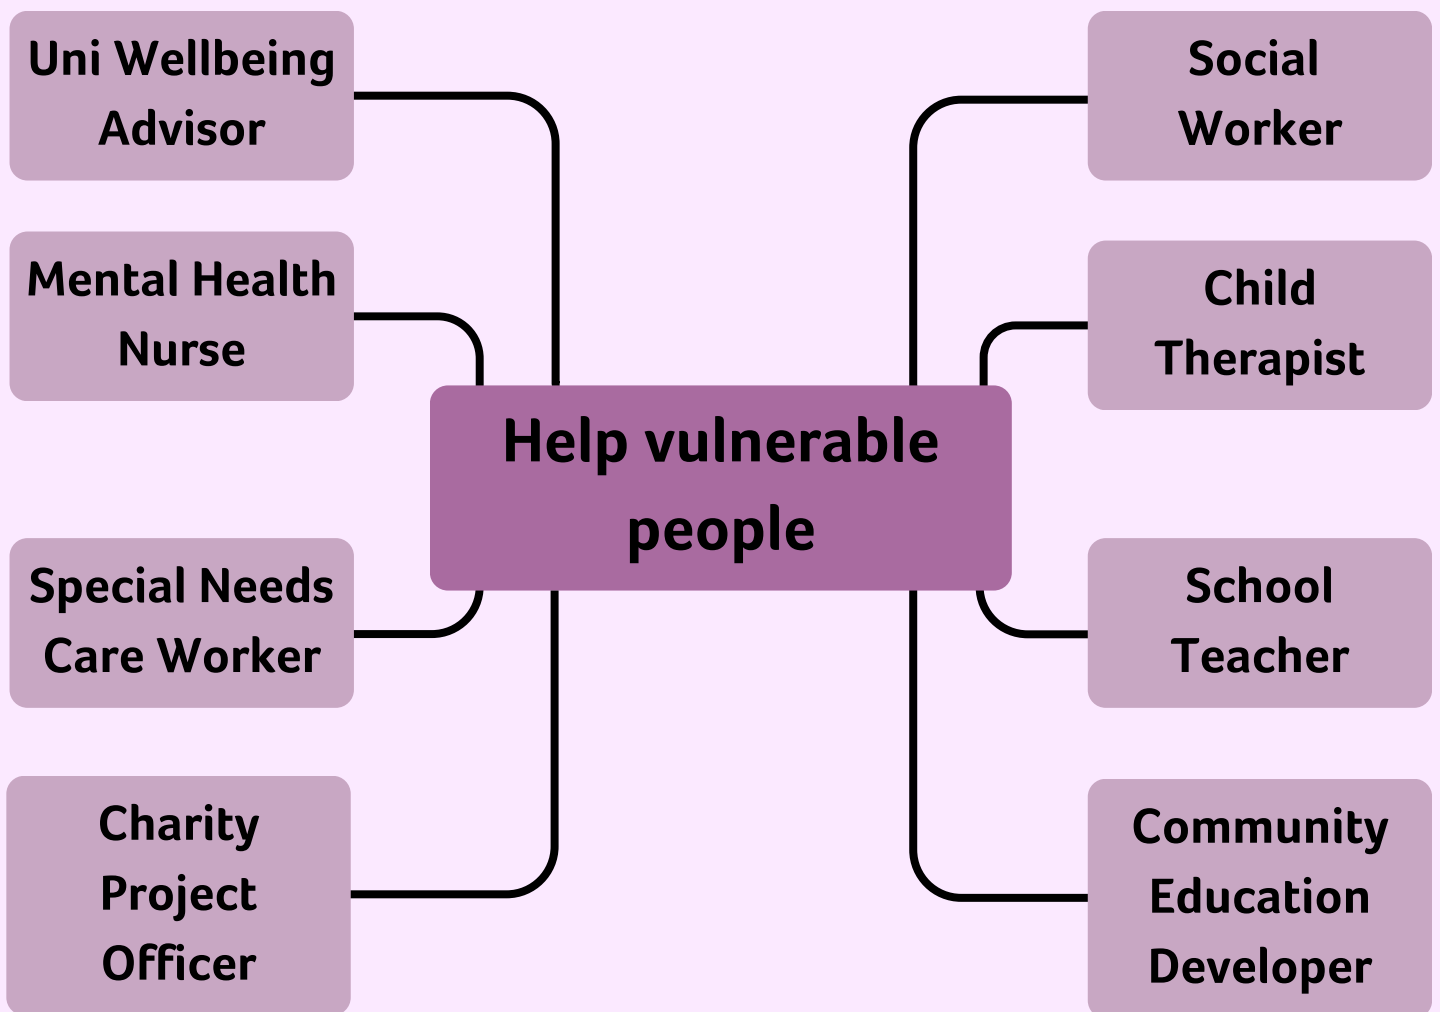 Uni Wellbeing
Advisor
Mental Health
Nurse
Special Needs
Care Worker
Charity
Project
Officer
Help vulnerable
people
Social
Worker
Child
Therapist
School
Teacher
Community
Education
Developer